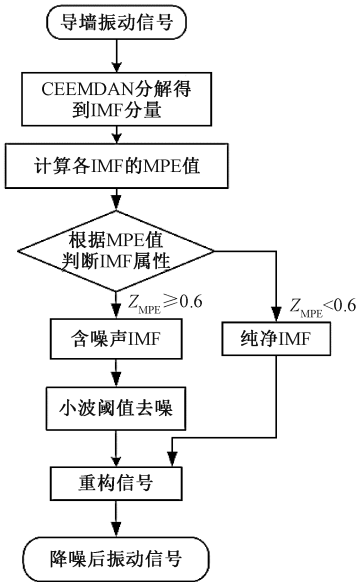 导墙振动信号
CEEMDAN分解得
到IMF分量
计算各IMF的MPE值
根据MPE值
判断IMF属性
Z_MPE≥0.6
Z_MPE<0.6
含噪声IMF
纯净IMF
小波阈值去噪
重构信号
降噪后振动信号